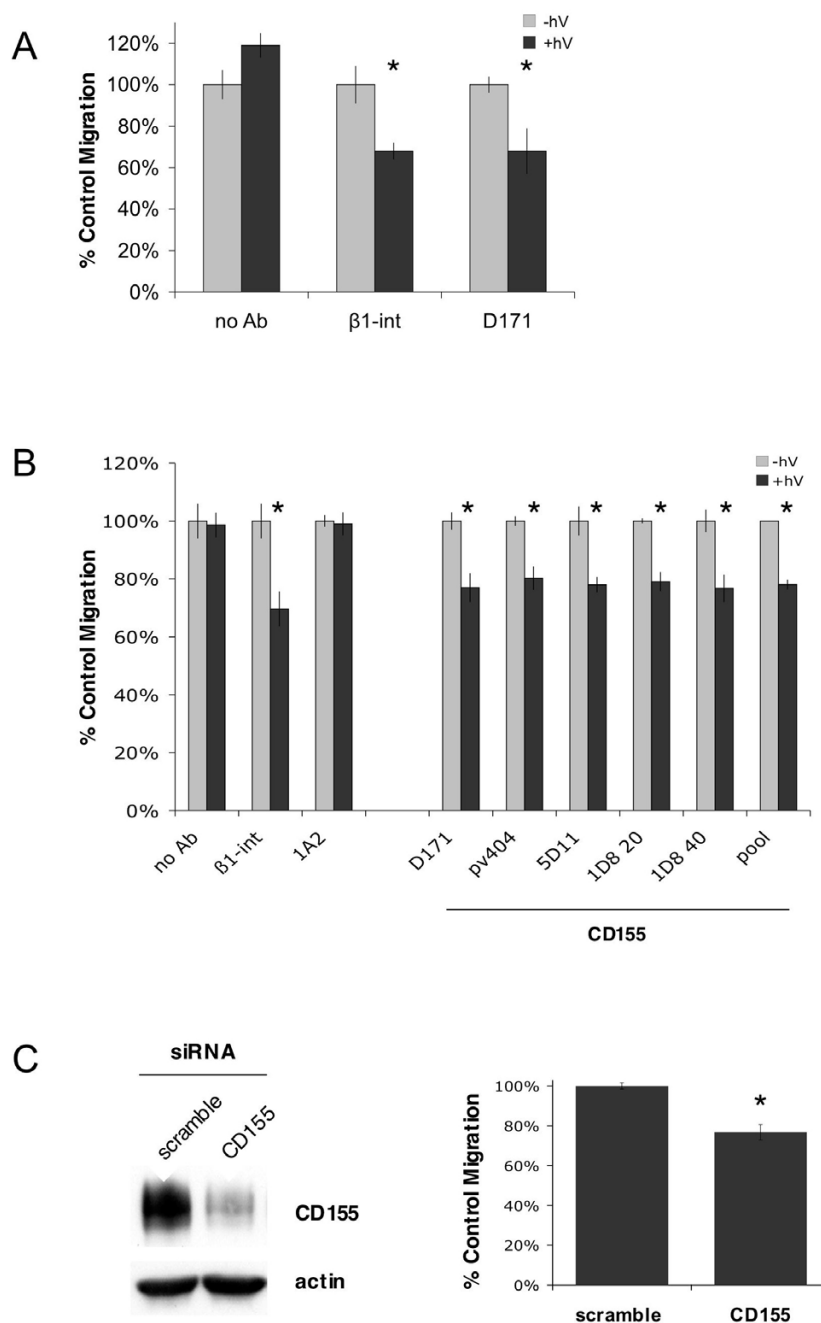 A
-hV
+hV
% Control Migration
120%
100%
80%
60%
40%
20%
0%
*
*
no Ab
β1-int
D171
B
-hV
+hV
% Control Migration
120%
100%
80%
60%
40%
20%
0%
*
*
*
*
*
*
*
no Ab
β1-int
1A2
D171
pv404
5D11
1D8 20
1D8 40
pool
CD155
C
siRNA
scramble
CD155
CD155
actin
% Control Migration
100%
80%
60%
40%
20%
0%
*
scramble
CD155